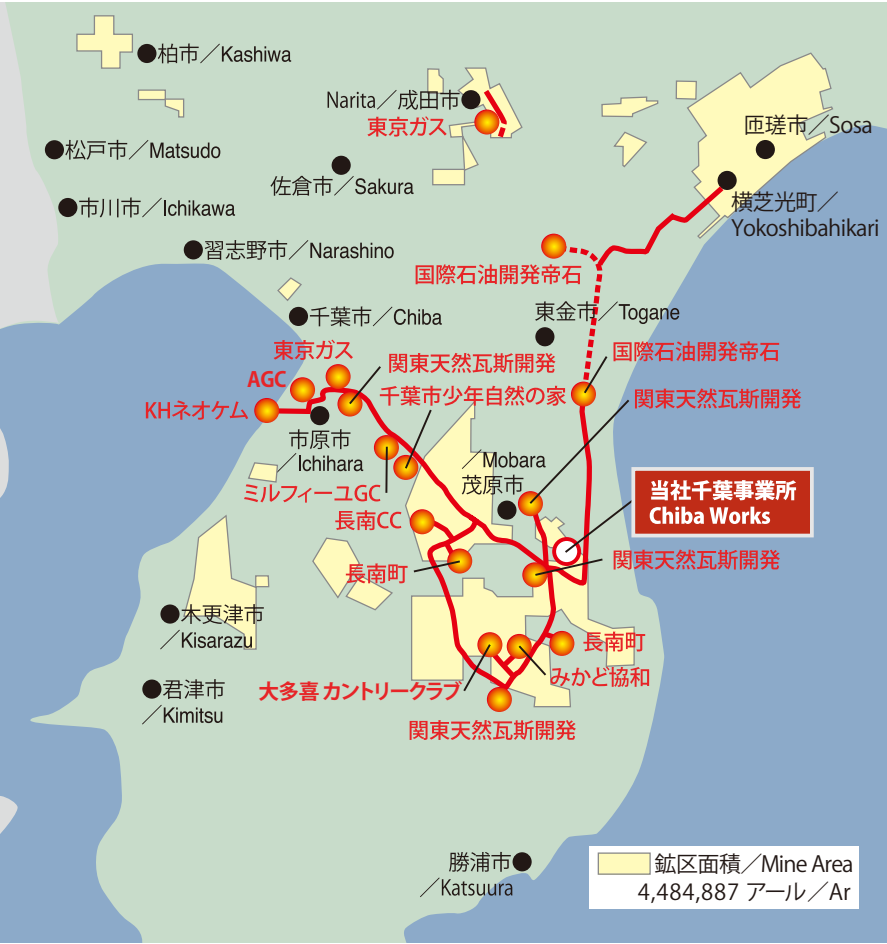 柏市／Kashiwa
Narita／成田市
東京ガス
匝瑳市／Sosa
松戸市／Matsudo
佐倉市／Sakura
市川市／Ichikawa
横芝光町／
Yokoshibahikari
習志野市／Narashino
国際石油開発帝石
千葉市／Chiba
東金市／Togane
東京ガス
関東天然瓦斯開発
国際石油開発帝石
AGC
千葉市少年自然の家
関東天然瓦斯開発
KHネオケム
市原市
／Ichihara
／Mobara
茂原市
ミルフィーユGC
当社千葉事業所
Chiba Works
長南CC
長南町
関東天然瓦斯開発
木更津市
／Kisarazu
長南町
みかど協和
君津市
／Kimitsu
大多喜カントリークラブ
関東天然瓦斯開発
勝浦市
／Katsuura
鉱区面積／Mine Area
4,484,887 アール／Ar